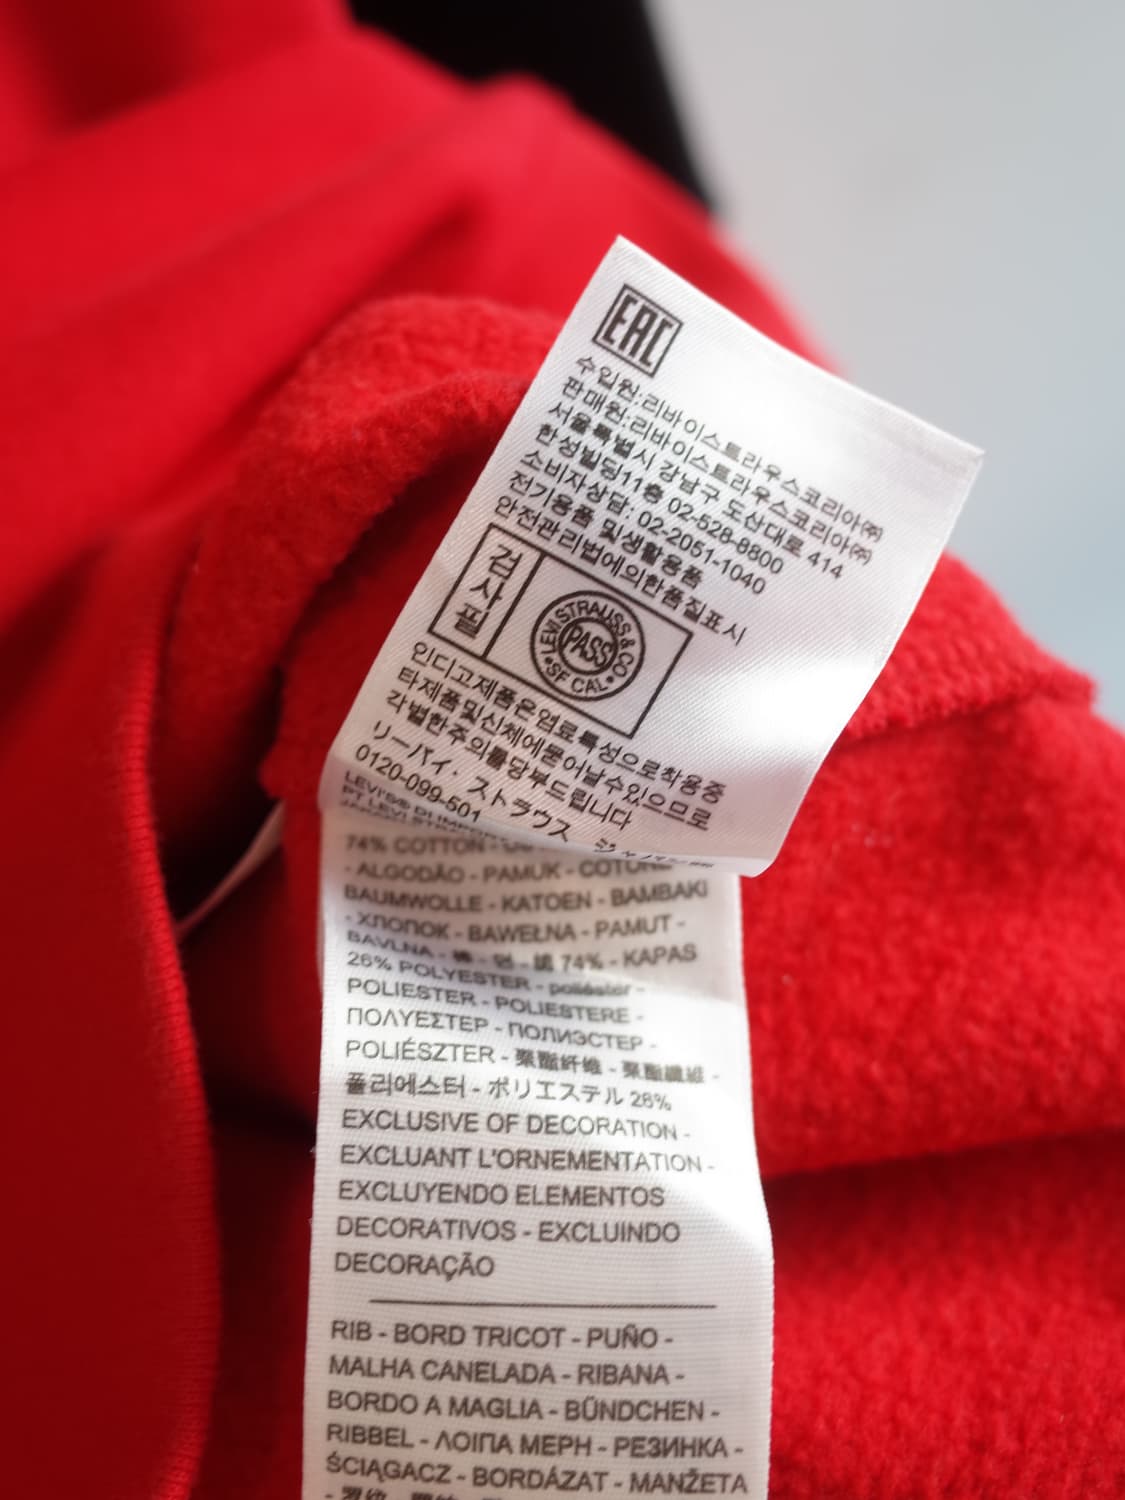 EAC
수입원:리바이스트라우스코리아㈜
판매원:리바이스트라우스코리아㈜
서울특별시 강남구 도산대로 414
한성빌딩11층 02-528-8800
소비자상담: 02-2051-1040
전기용품 및생활용품
안전관리법에의한품질표시
검사필
LEVI STRAUSS & CO
PASS
SF CAL
인디고제품은염료특성으로착용중
타제품및신체에묻어날수있으므로
각별한주의를당부드립니다
リーバイ・ストラウス
0120-099-501
LEVI'S®
PT. LEVI
74% COTTON -
- ALGODÃO - PAMUK - COTONE
BAUMWOLLE - KATOEN - BAMBAKI
- ХЛОПОК - BAWEŁNA - PAMUT -
BAVLNA - 棉 - 면 - 綿 74% - KAPAS
26% POLYESTER - poliéster -
POLIESTER - POLIESTERE -
ΠΟΛΥΕΣΤΕΡ - ПОЛИЭСТЕР -
POLIÉSZTER - 聚酯纤维 - 聚酯纖維 -
폴리에스터 - ポリエステル 26%
EXCLUSIVE OF DECORATION -
EXCLUANT L'ORNEMENTATION -
EXCLUYENDO ELEMENTOS
DECORATIVOS - EXCLUINDO
DECORAÇÃO
RIB - BORD TRICOT - PUÑO -
MALHA CANELADA - RIBANA -
BORDO A MAGLIA - BÜNDCHEN -
RIBBEL - ΛΟΙΠΑ ΜΕΡΗ - РЕЗИНКА -
ŚCIĄGACZ - BORDÁZAT - MANŽETA